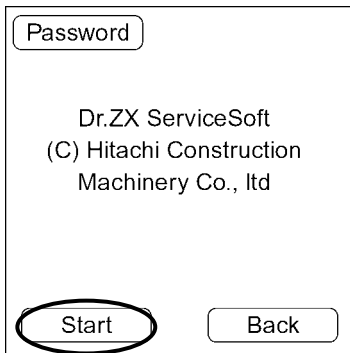 Password
Dr.ZX ServiceSoft
(C) Hitachi Construction
Machinery Co., ltd
Start
Back